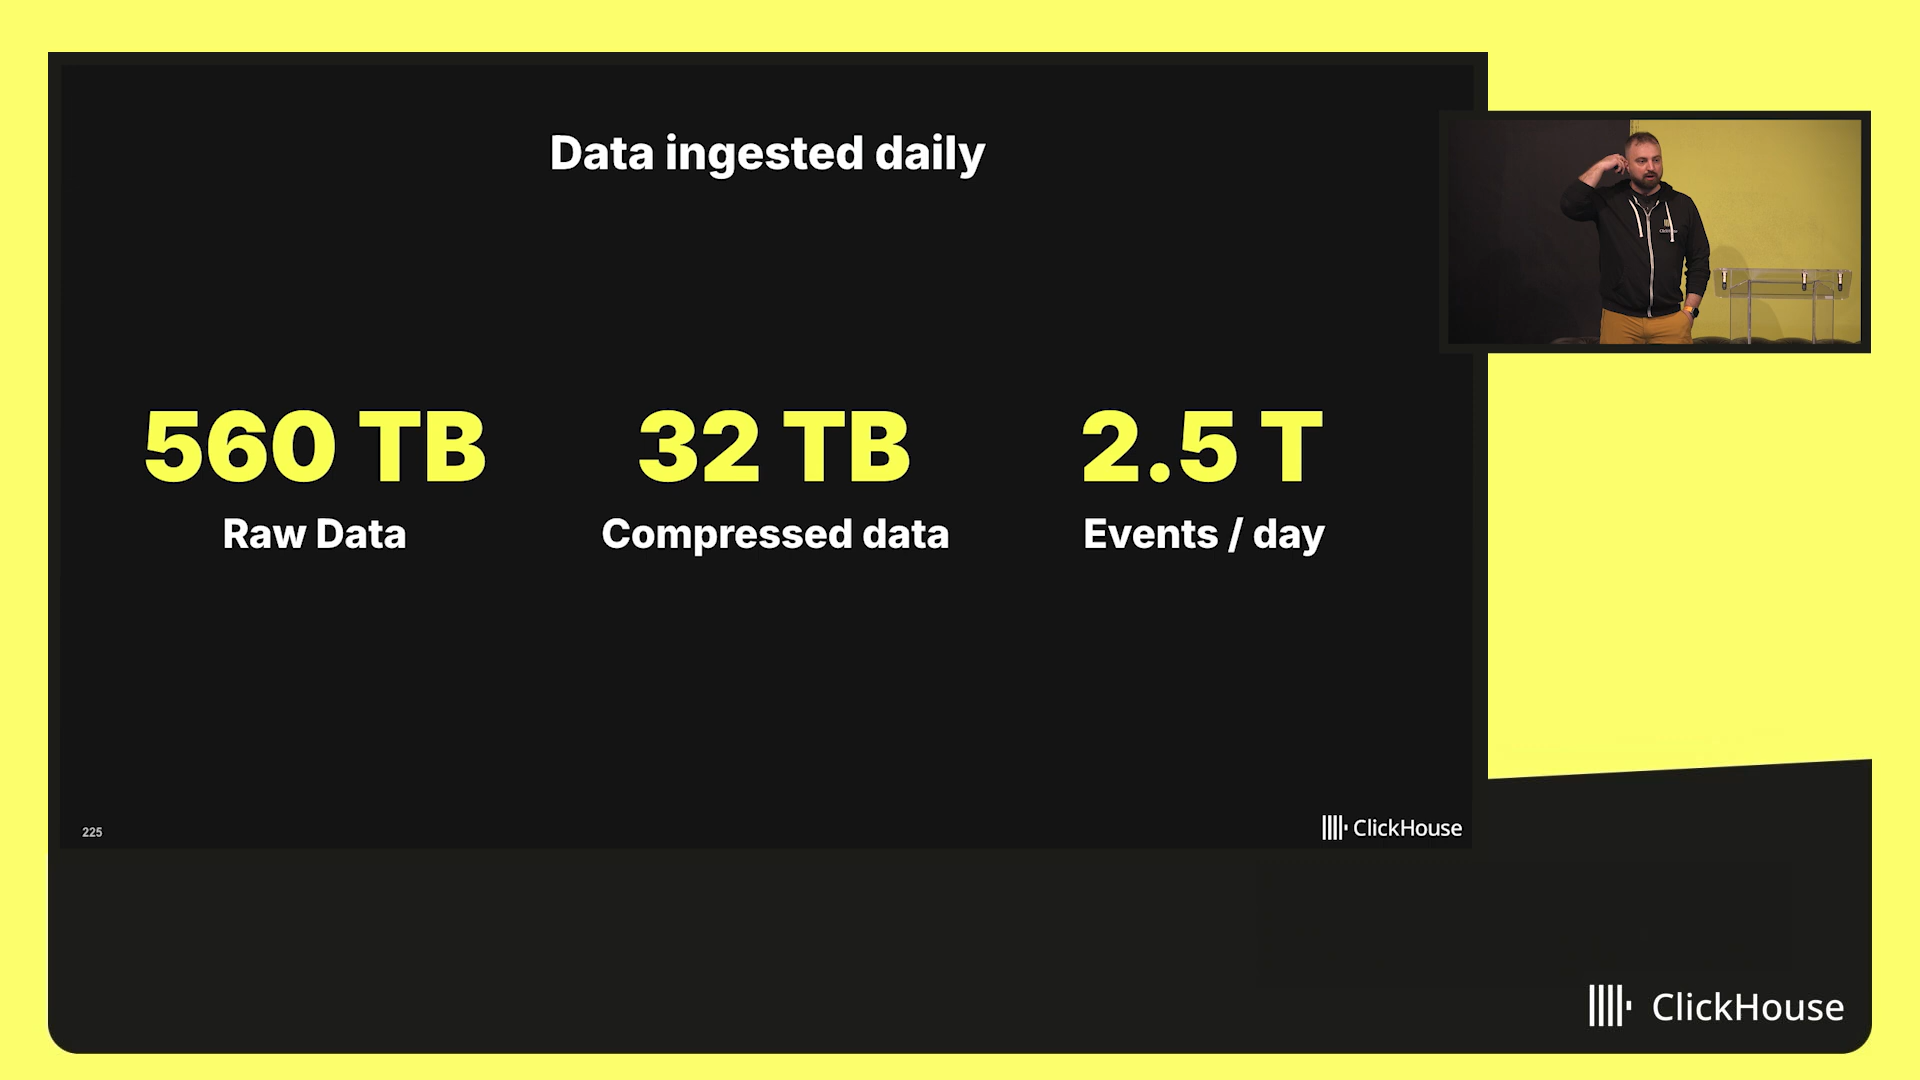 Data ingested daily
560 TB
Raw Data
32 TB
Compressed data
2.5 T
Events / day
225
ClickHouse
ClickHouse